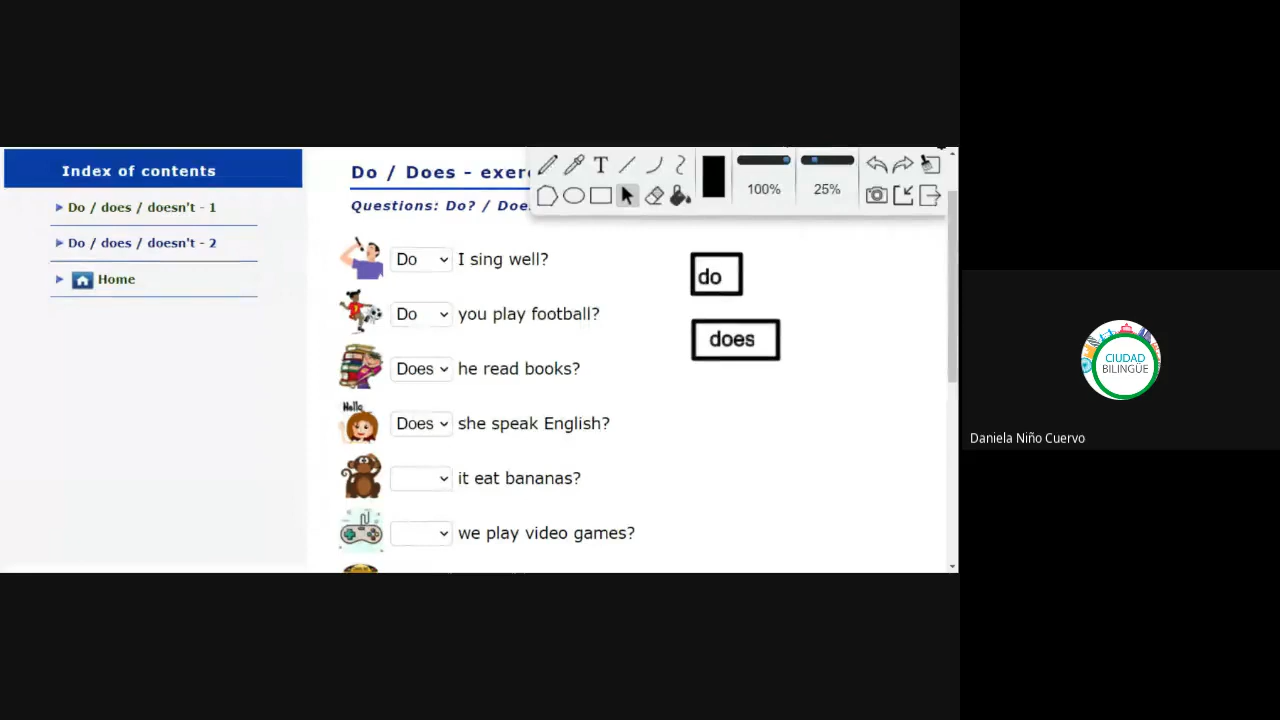 Index of contents
Do / does / doesn't - 1
Do / does / doesn't - 2
Home
Do / Does - exer
Questions: Do? / Doe
100%
25%
Do I sing well?
Do you play football?
Does he read books?
Hello
Does she speak English?
it eat bananas?
we play video games?
do
does
CIUDAD
BILINGÜE
Daniela Niño Cuervo